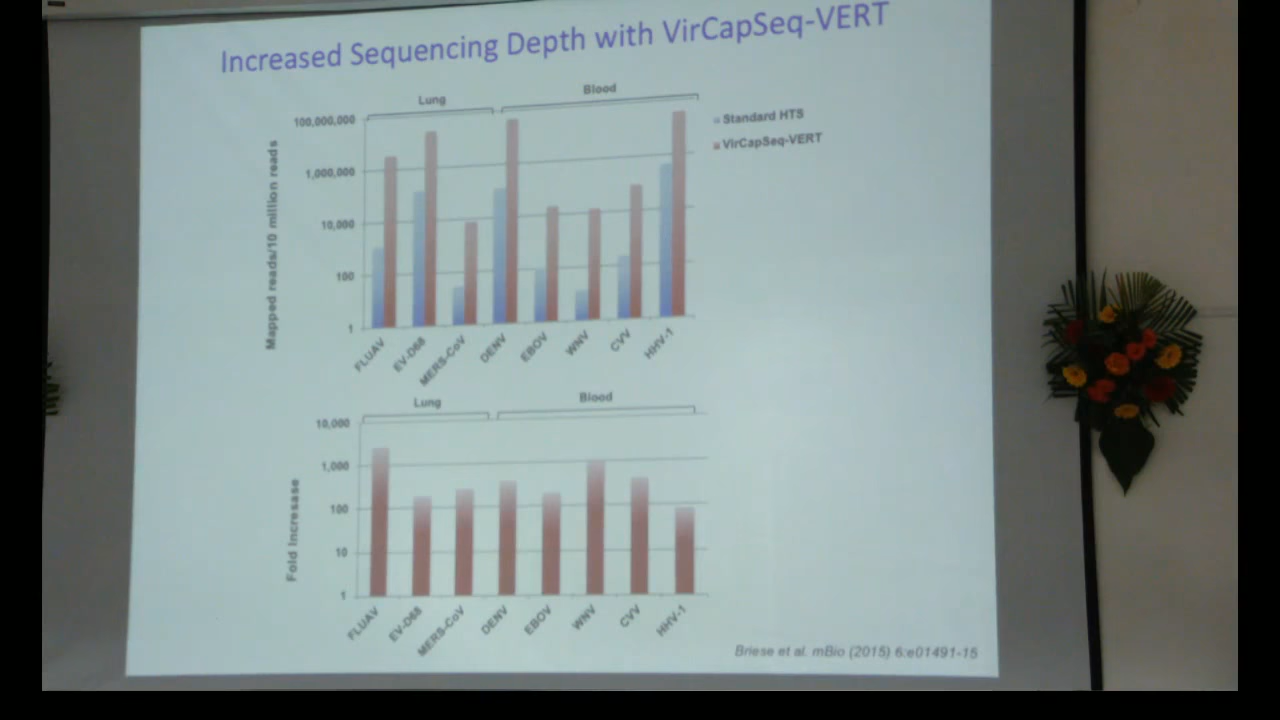 Increased Sequencing Depth with VirCapSeq-VERT
Lung
Blood
Mapped reads/10 million reads
100,000,000
1,000,000
10,000
100
1
Standard HTS
VirCapSeq-VERT
FLUAV
EV-D68
MERS-CoV
DENV
EBOV
WNV
CVV
HHV-1
Lung
Blood
Fold Incresase
10,000
1,000
100
10
1
FLUAV
EV-D68
MERS-CoV
DENV
EBOV
WNV
CVV
HHV-1
Briese et al. mBio (2015) 6:e01491-15